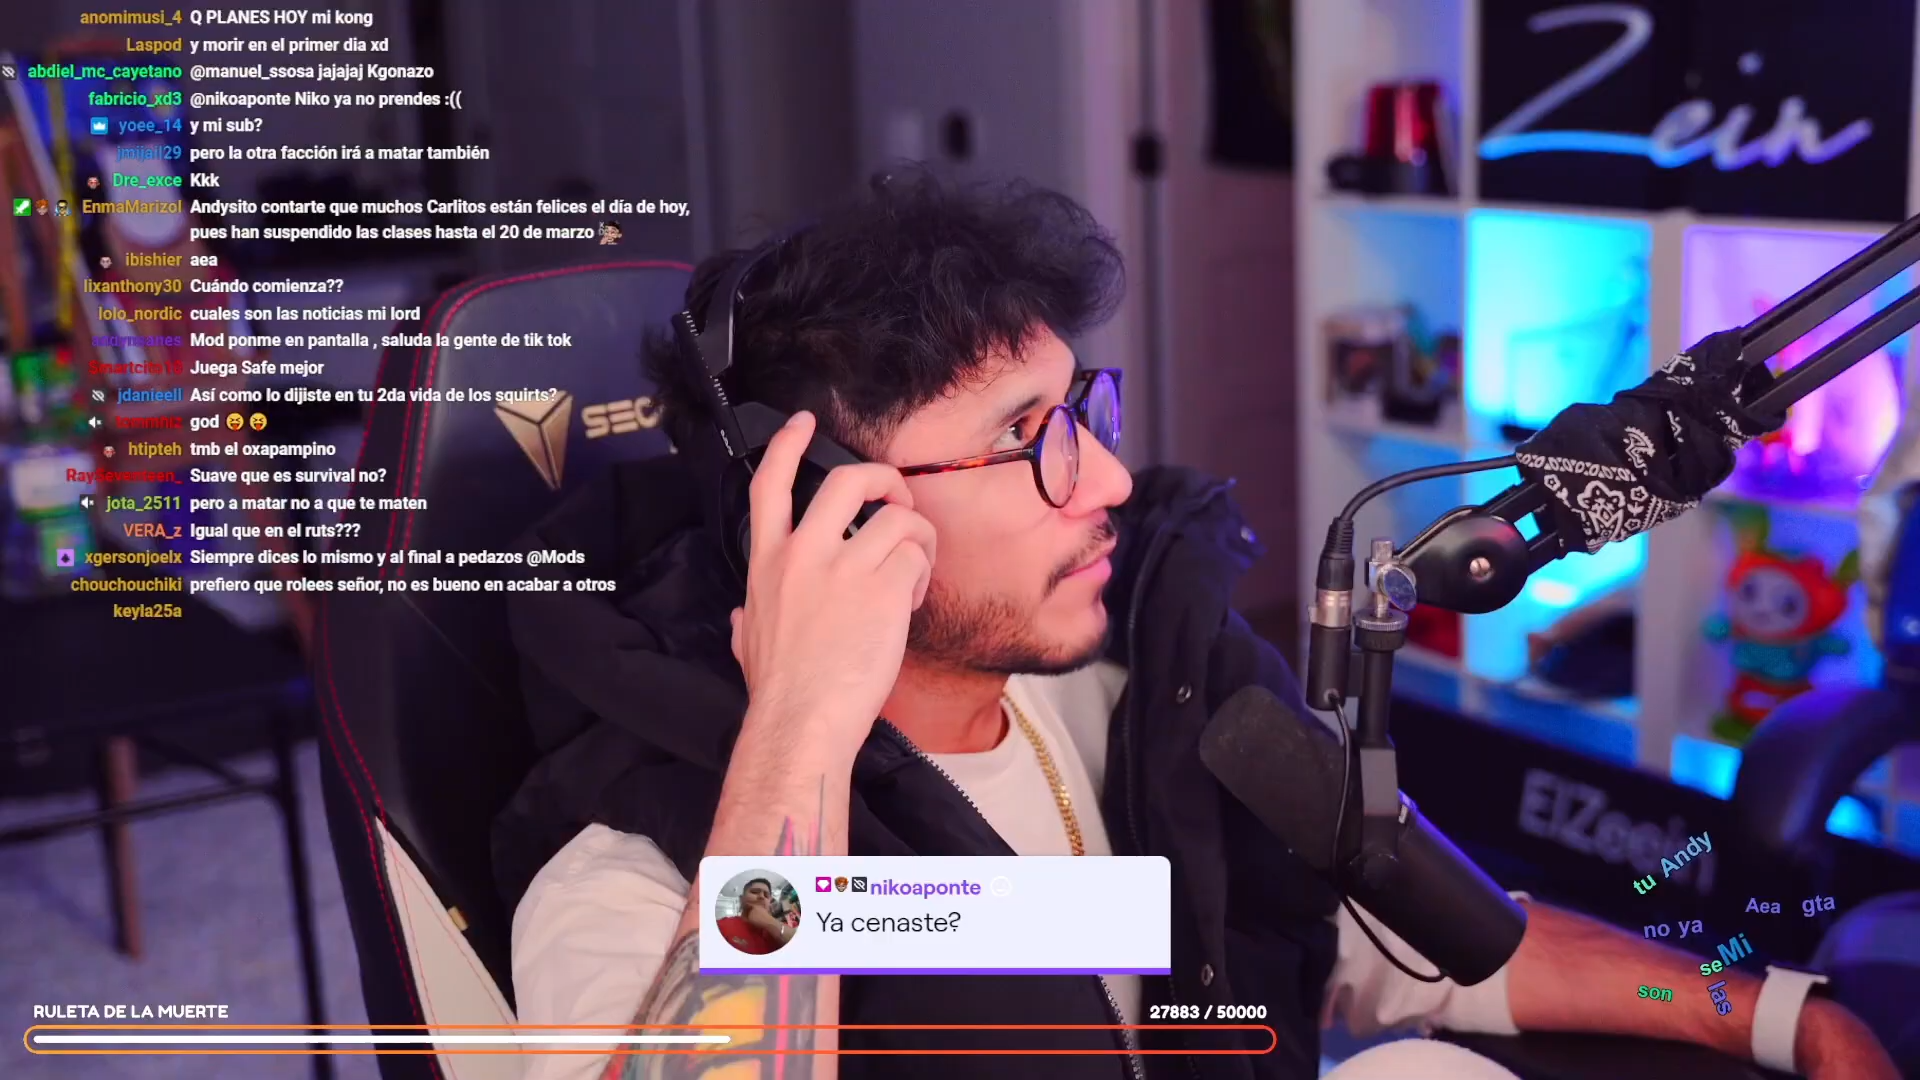 anomimusi_4 Q PLANES HOY mi kong
Laspod y morir en el primer dia xd
abdiel_mc_cayetano @manuel_ssosa jajajaj Kgonazo
fabricio_xd3 @nikoaponte Niko ya no prendes :((
yoee_14 y mi sub?
jmijail29 pero la otra facción irá a matar también
Dre_exce Kkk
EnmaMarizol Andysito contarte que muchos Carlitos están felices el día de hoy,
pues han suspendido las clases hasta el 20 de marzo
ibishier aea
lixanthony30 Cuándo comienza??
lolo_nordic cuales son las noticias mi lord
Mod ponme en pantalla , saluda la gente de tik tok
Juega Safe mejor
jdanieell Así como lo dijiste en tu 2da vida de los squirts?
god 😝 😝
htipteh tmb el oxapampino
RaySeventeen_ Suave que es survival no?
jota_2511 pero a matar no a que te maten
VERA_z Igual que en el ruts???
xgersonjoelx Siempre dices lo mismo y al final a pedazos @Mods
chouchouchiki prefiero que rolees señor, no es bueno en acabar a otros
keyla25a
Zein
SEC
ElZeein
nikoaponte
Ya cenaste?
tu Andy
Aea gta
no ya
se Mi
son las
RULETA DE LA MUERTE
27883 / 50000